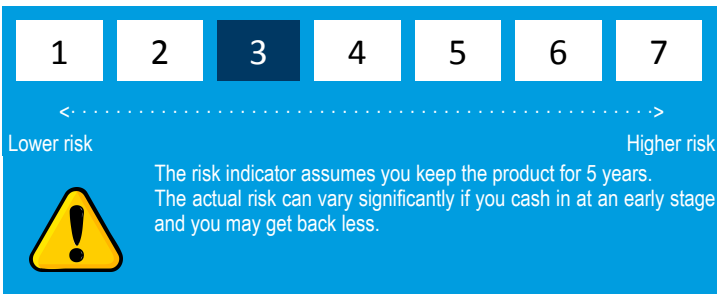 1 2 3 4 5 6 7
Lower risk Higher risk
The risk indicator assumes you keep the product for 5 years.
The actual risk can vary significantly if you cash in at an early stage
and you may get back less.